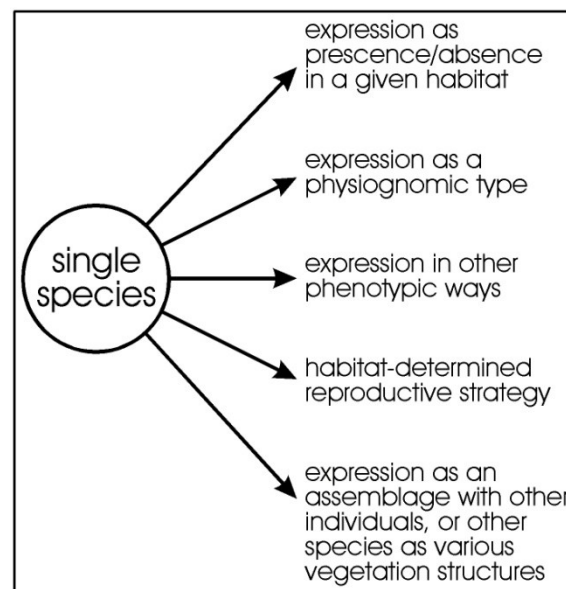 expression as
prescence/absence
in a given habitat
expression as a
physiognomic type
single
species
expression in other
phenotypic ways
habitat-determined
reproductive strategy
expression as an
assemblage with other
individuals, or other
species as various
vegetation structures